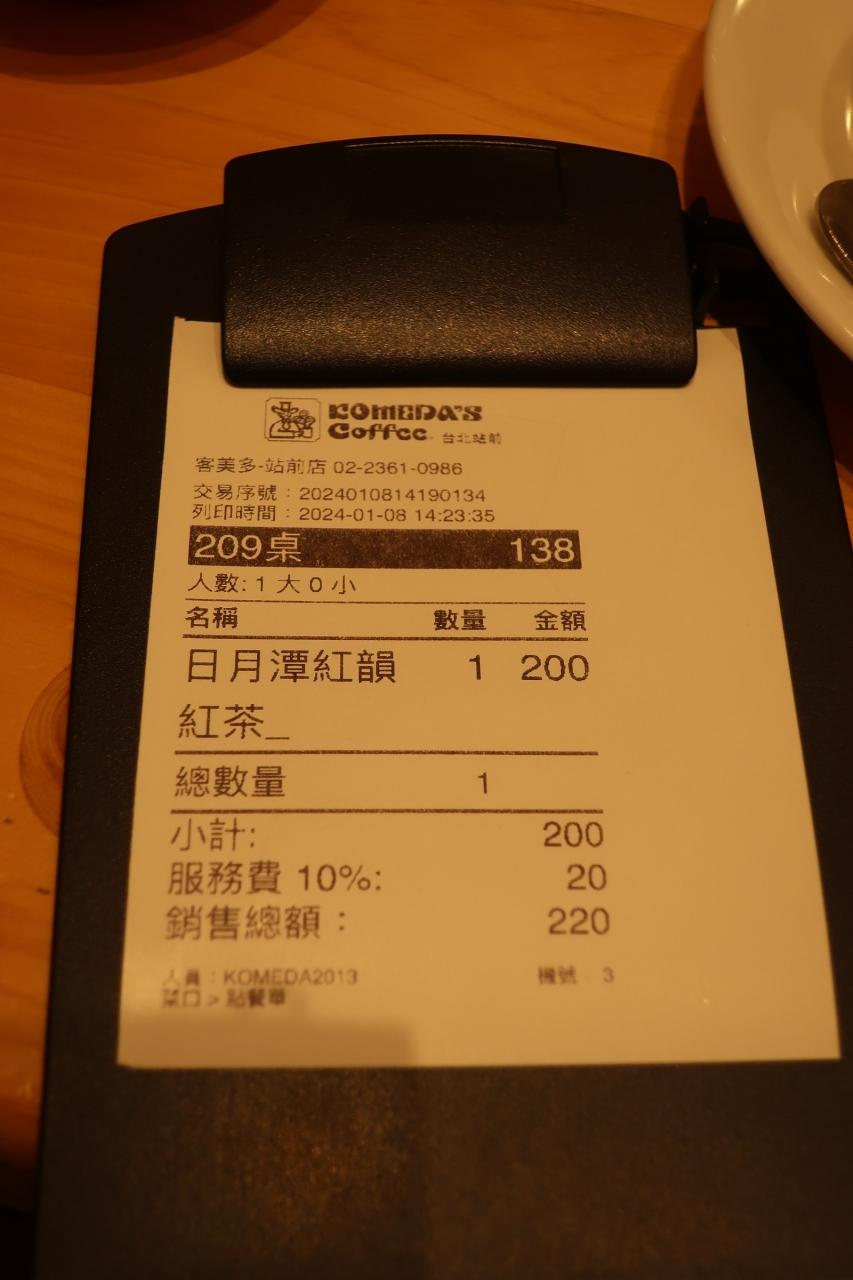 KOMEDA'S
Coffee 台北站前
客美多-站前店 02-2361-0986
交易序號：2024010814190134
列印時間：2024-01-08 14:23:35
209桌 138
人數: 1 大 0 小
名稱 數量 金額
日月潭紅韻 1 200
紅茶_
總數量 1
小計: 200
服務費 10%: 20
銷售總額： 220
人員：KOMEDA2013 機號：3
菜口 > 點餐單